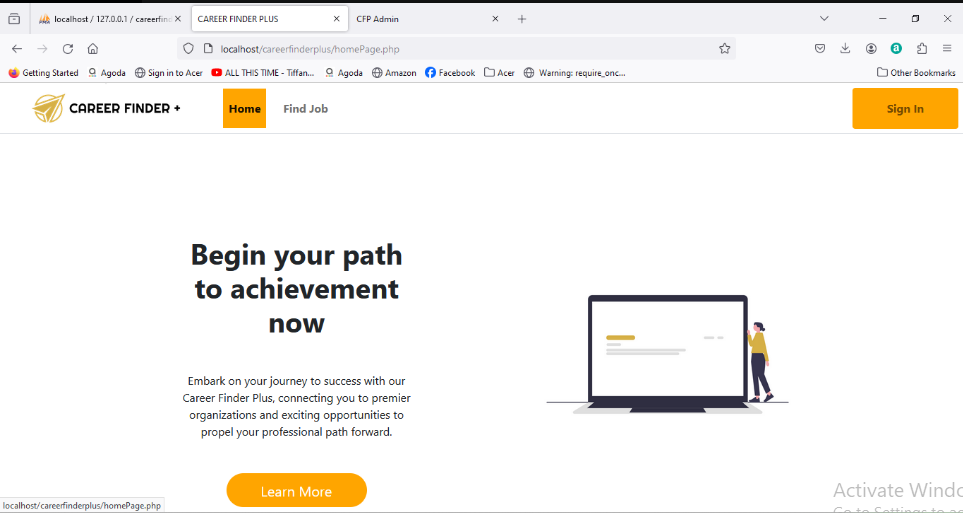 localhost / 127.0.0.1 / careerfind
CAREER FINDER PLUS
CFP Admin
localhost/careerfinderplus/homePage.php
Getting Started
Agoda
Sign in to Acer
ALL THIS TIME - Tiffan...
Agoda
Amazon
Facebook
Acer
Warning: require_onc...
Other Bookmarks
CAREER FINDER +
Home
Find Job
Sign In
Begin your path
to achievement
now
Embark on your journey to success with our
Career Finder Plus, connecting you to premier
organizations and exciting opportunities to
propel your professional path forward.
Learn More
localhost/careerfinderplus/homePage.php
Activate Windo